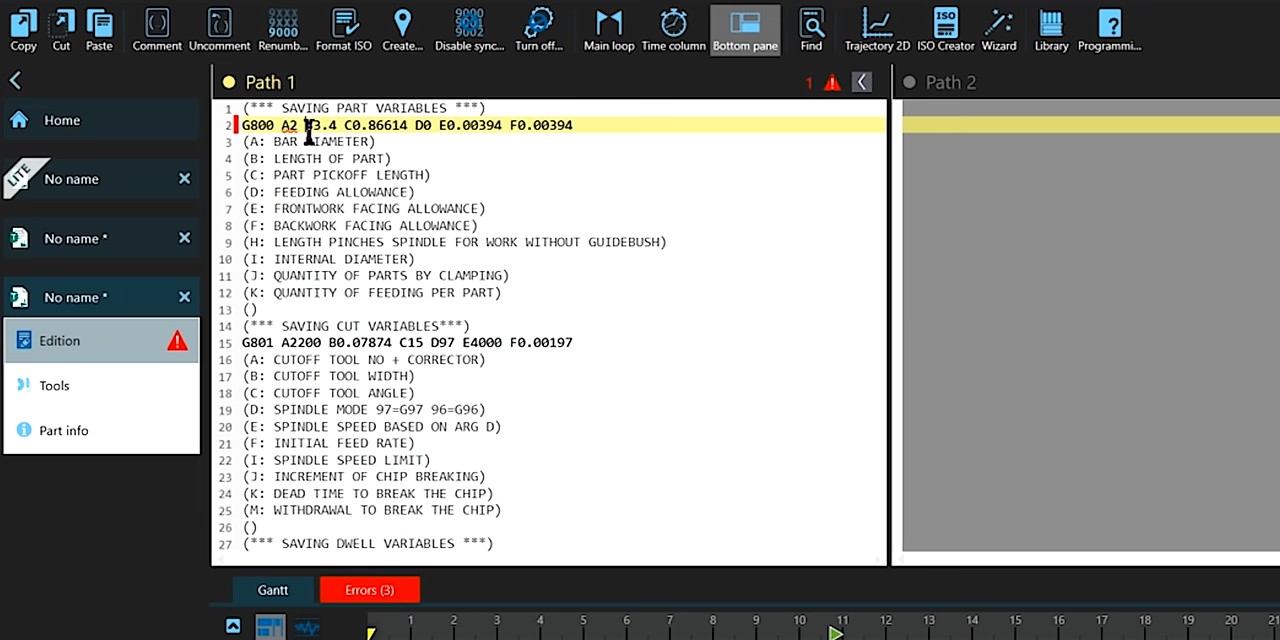 Copy Cut Paste Comment Uncomment Renumb... Format ISO Create... Disable sync... Turn off... Main loop Time column Bottom pane Find Trajectory 2D ISO Creator Wizard Library Programmi...
Path 1
1
Path 2
Home
LITE
No name
No name *
No name *
Edition
Tools
Part info
1 (*** SAVING PART VARIABLES ***)
2 G800 A2 3.4 C0.86614 D0 E0.00394 F0.00394
3 (A: BAR DIAMETER)
4 (B: LENGTH OF PART)
5 (C: PART PICKOFF LENGTH)
6 (D: FEEDING ALLOWANCE)
7 (E: FRONTWORK FACING ALLOWANCE)
8 (F: BACKWORK FACING ALLOWANCE)
9 (H: LENGTH PINCHES SPINDLE FOR WORK WITHOUT GUIDEBUSH)
10 (I: INTERNAL DIAMETER)
11 (J: QUANTITY OF PARTS BY CLAMPING)
12 (K: QUANTITY OF FEEDING PER PART)
13 ()
14 (*** SAVING CUT VARIABLES***)
15 G801 A2200 B0.07874 C15 D97 E4000 F0.00197
16 (A: CUTOFF TOOL NO + CORRECTOR)
17 (B: CUTOFF TOOL WIDTH)
18 (C: CUTOFF TOOL ANGLE)
19 (D: SPINDLE MODE 97=G97 96=G96)
20 (E: SPINDLE SPEED BASED ON ARG D)
21 (F: INITIAL FEED RATE)
22 (I: SPINDLE SPEED LIMIT)
23 (J: INCREMENT OF CHIP BREAKING)
24 (K: DEAD TIME TO BREAK THE CHIP)
25 (M: WITHDRAWAL TO BREAK THE CHIP)
26 ()
27 (*** SAVING DWELL VARIABLES ***)
Gantt
Errors (3)
1 2 3 4 5 6 7 8 9 10 11 12 13 14 15 16 17 18 19 20